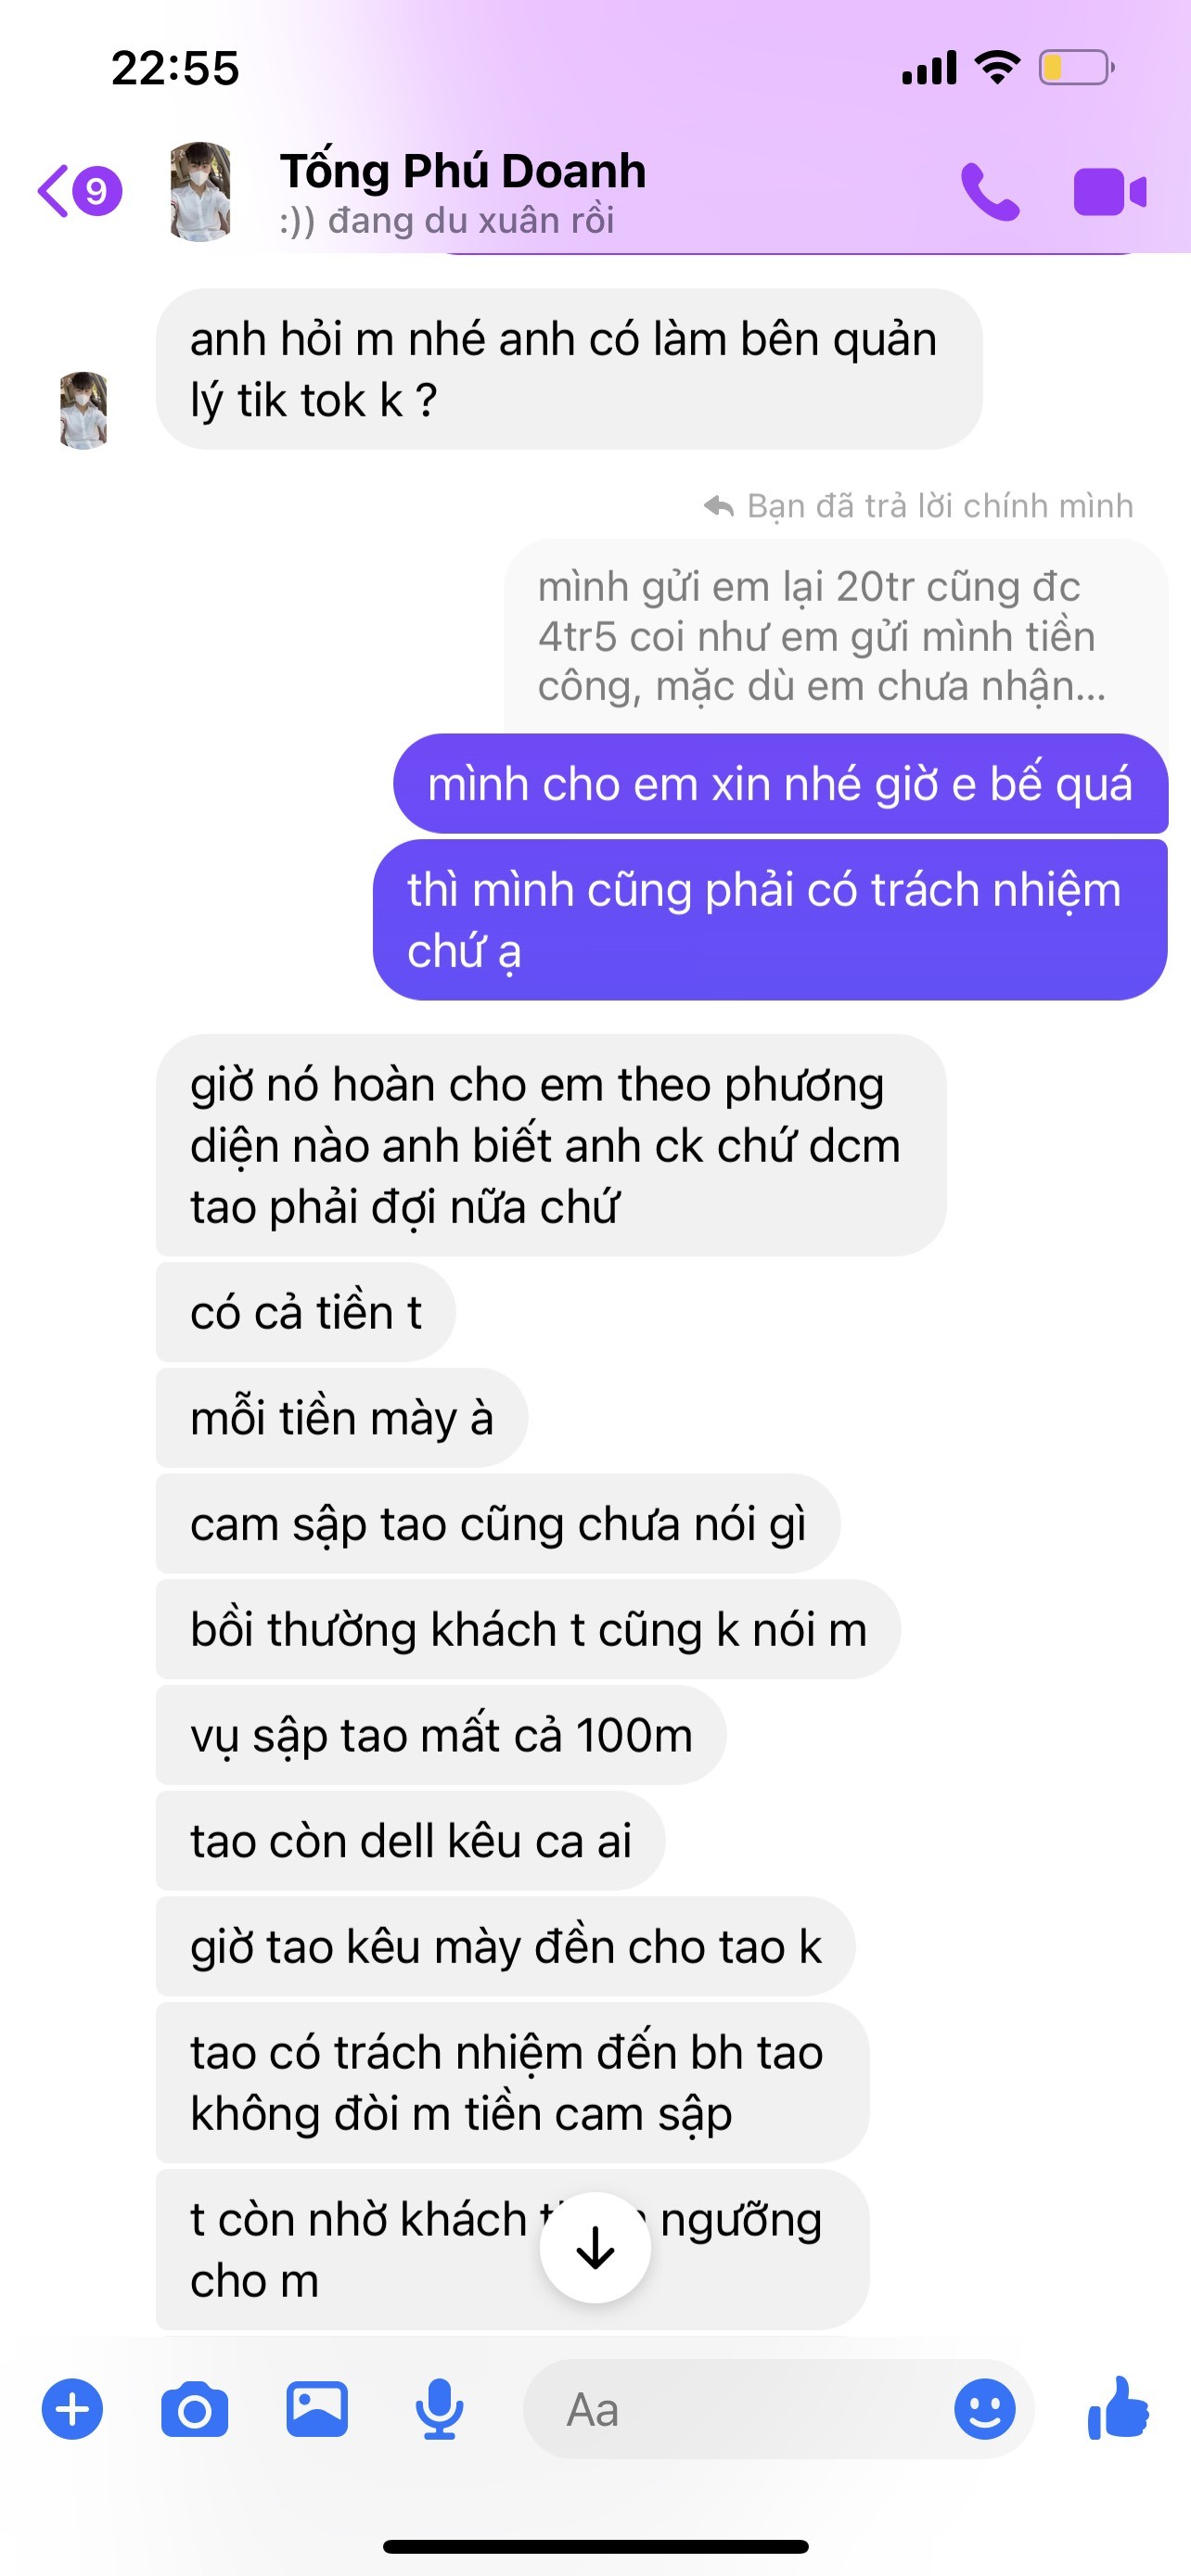 22:55
9
Tống Phú Doanh
:)) đang du xuân rồi
anh hỏi m nhé anh có làm bên quản
lý tik tok k ?
Bạn đã trả lời chính mình
mình gửi em lại 20tr cũng đc
4tr5 coi như em gửi mình tiền
công, mặc dù em chưa nhận...
mình cho em xin nhé giờ e bế quá
thì mình cũng phải có trách nhiệm
chứ ạ
giờ nó hoàn cho em theo phương
diện nào anh biết anh ck chứ dcm
tao phải đợi nữa chứ
có cả tiền t
mỗi tiền mày à
cam sập tao cũng chưa nói gì
bồi thường khách t cũng k nói m
vụ sập tao mất cả 100m
tao còn dell kêu ca ai
giờ tao kêu mày đền cho tao k
tao có trách nhiệm đến bh tao
không đòi m tiền cam sập
t còn nhờ khách ngưỡng
cho m
Aa